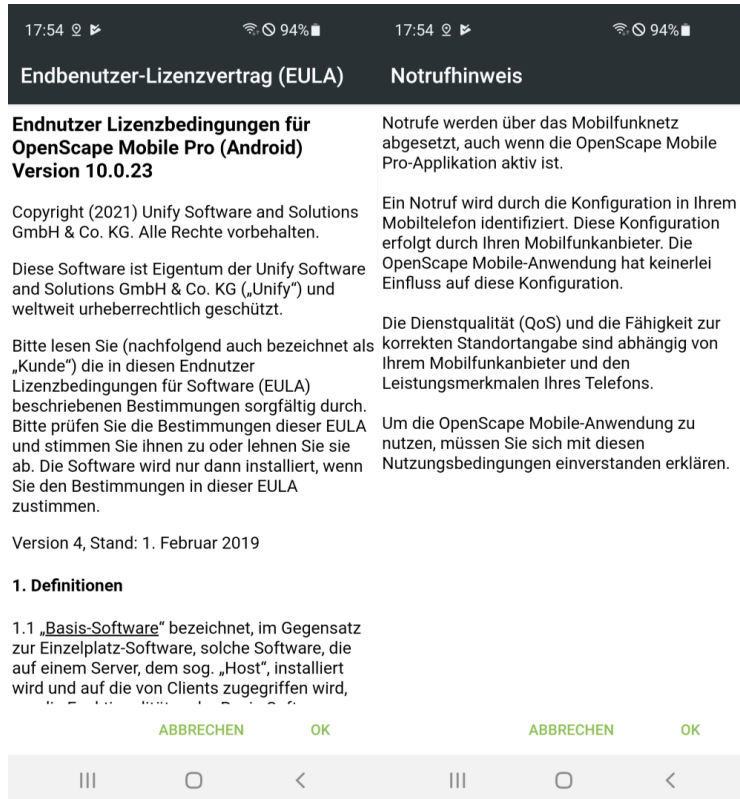 17:54 94%
Endbenutzer-Lizenzvertrag (EULA)
Endnutzer Lizenzbedingungen für
OpenScape Mobile Pro (Android)
Version 10.0.23
Copyright (2021) Unify Software and Solutions
GmbH & Co. KG. Alle Rechte vorbehalten.
Diese Software ist Eigentum der Unify Software
and Solutions GmbH & Co. KG („Unify“) und
weltweit urheberrechtlich geschützt.
Bitte lesen Sie (nachfolgend auch bezeichnet als
„Kunde“) die in diesen Endnutzer
Lizenzbedingungen für Software (EULA)
beschriebenen Bestimmungen sorgfältig durch.
Bitte prüfen Sie die Bestimmungen dieser EULA
und stimmen Sie ihnen zu oder lehnen Sie sie
ab. Die Software wird nur dann installiert, wenn
Sie den Bestimmungen in dieser EULA
zustimmen.
Version 4, Stand: 1. Februar 2019
1. Definitionen
1.1 „Basis-Software“ bezeichnet, im Gegensatz
zur Einzelplatz-Software, solche Software, die
auf einem Server, dem sog. „Host“, installiert
wird und auf die von Clients zugegriffen wird,
ABBRECHEN OK
17:54 94%
Notrufhinweis
Notrufe werden über das Mobilfunknetz
abgesetzt, auch wenn die OpenScape Mobile
Pro-Applikation aktiv ist.
Ein Notruf wird durch die Konfiguration in Ihrem
Mobiltelefon identifiziert. Diese Konfiguration
erfolgt durch Ihren Mobilfunkanbieter. Die
OpenScape Mobile-Anwendung hat keinerlei
Einfluss auf diese Konfiguration.
Die Dienstqualität (QoS) und die Fähigkeit zur
korrekten Standortangabe sind abhängig von
Ihrem Mobilfunkanbieter und den
Leistungsmerkmalen Ihres Telefons.
Um die OpenScape Mobile-Anwendung zu
nutzen, müssen Sie sich mit diesen
Nutzungsbedingungen einverstanden erklären.
ABBRECHEN OK